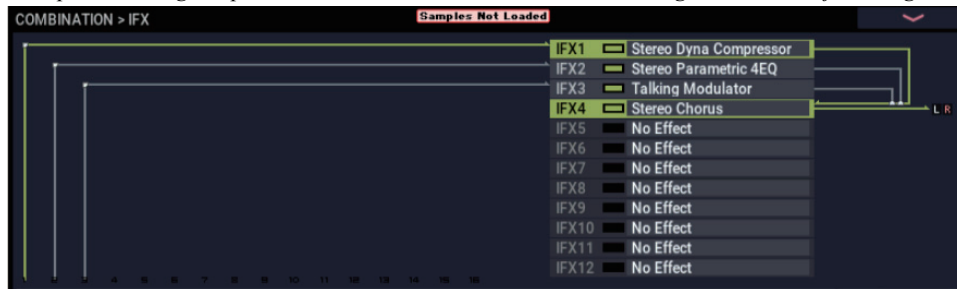 COMBINATION > IFX
Samples Not Loaded
IFX1 Stereo Dyna Compressor
IFX2 Stereo Parametric 4EQ
IFX3 Talking Modulator
IFX4 Stereo Chorus
L R
IFX5 No Effect
IFX6 No Effect
IFX7 No Effect
IFX8 No Effect
IFX9 No Effect
IFX10 No Effect
IFX11 No Effect
IFX12 No Effect